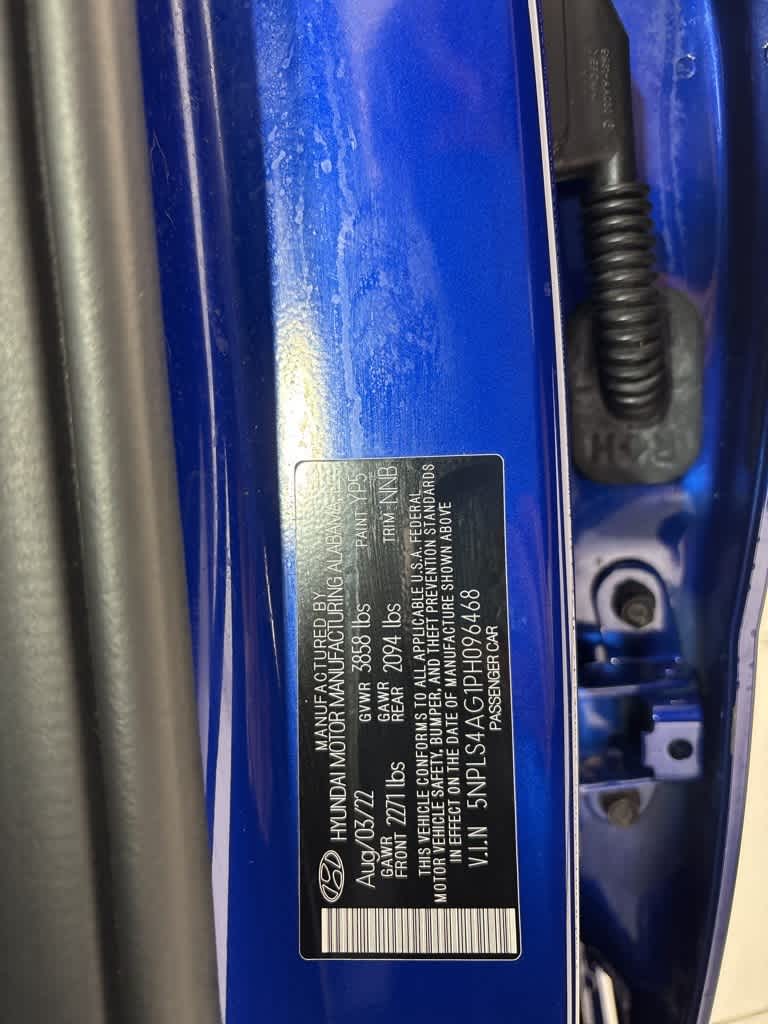 MANUFACTURED BY
HYUNDAI MOTOR MANUFACTURING ALABAMA,
Aug/03/22 GVWR 3858 lbs PAINT YP5
GAWR FRONT 2271 lbs GAWR REAR 2094 lbs TRIM NNB
THIS VEHICLE CONFORMS TO ALL APPLICABLE U.S.A. FEDERAL
MOTOR VEHICLE SAFETY, BUMPER, AND THEFT PREVENTION STANDARDS
IN EFFECT ON THE DATE OF MANUFACTURE SHOWN ABOVE
V.I.N 5NPLS4AG1PH096468
PASSENGER CAR
R·H